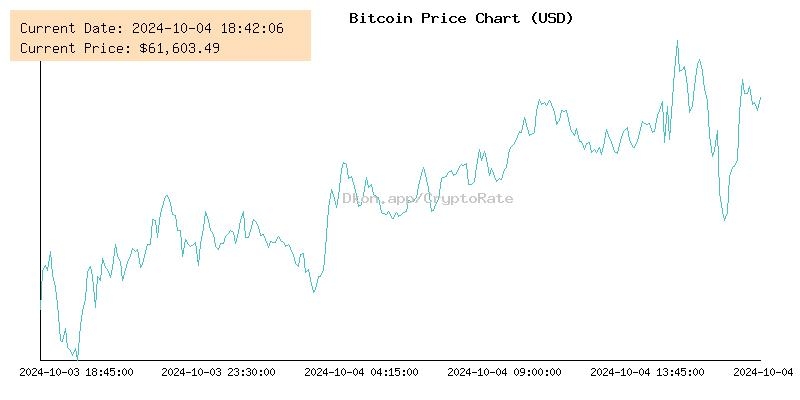 Bitcoin Price Chart (USD)
Current Date: 2024-10-04 18:42:06
Current Price: $61,603.49
Dkon.app/CryptoRate
2024-10-03 18:45:00 2024-10-03 23:30:00 2024-10-04 04:15:00 2024-10-04 09:00:00 2024-10-04 13:45:00 2024-10-04